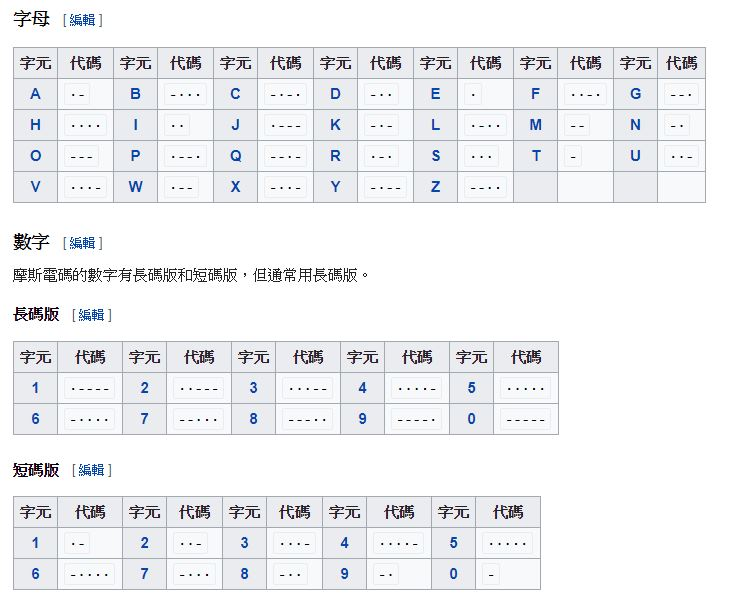 字母 [編輯]
字元 代碼 字元 代碼 字元 代碼 字元 代碼 字元 代碼 字元 代碼 字元 代碼
A ·- B -··· C -·-· D -·· E · F ··-· G --·
H ···· I ·· J ·--- K -·- L ·-·· M -- N -·
O --- P ·--· Q --·- R ·-· S ··· T - U ··-
V ···- W ·-- X -··- Y -·-- Z --··
數字 [編輯]
摩斯電碼的數字有長碼版和短碼版，但通常用長碼版。
長碼版 [編輯]
字元 代碼 字元 代碼 字元 代碼 字元 代碼 字元 代碼
1 ·---- 2 ··--- 3 ···-- 4 ····- 5 ·····
6 -···· 7 --··· 8 ---·· 9 ----· 0 -----
短碼版 [編輯]
字元 代碼 字元 代碼 字元 代碼 字元 代碼 字元 代碼
1 ·- 2 ··- 3 ···- 4 ····- 5 ·····
6 -···· 7 -··· 8 -·· 9 -· 0 -